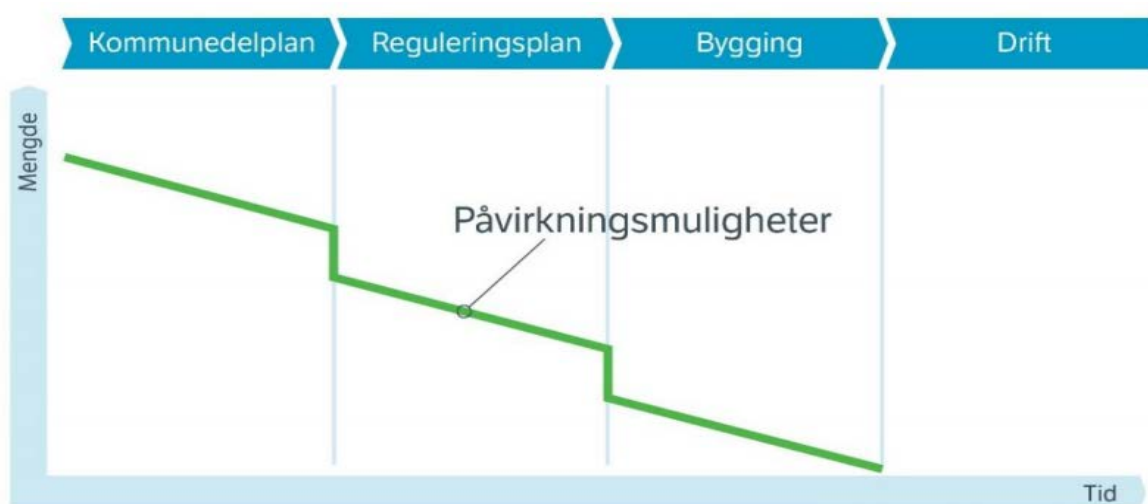 Kommunedelplan
Reguleringsplan
Bygging
Drift
Mengde
Påvirkningsmuligheter
Tid